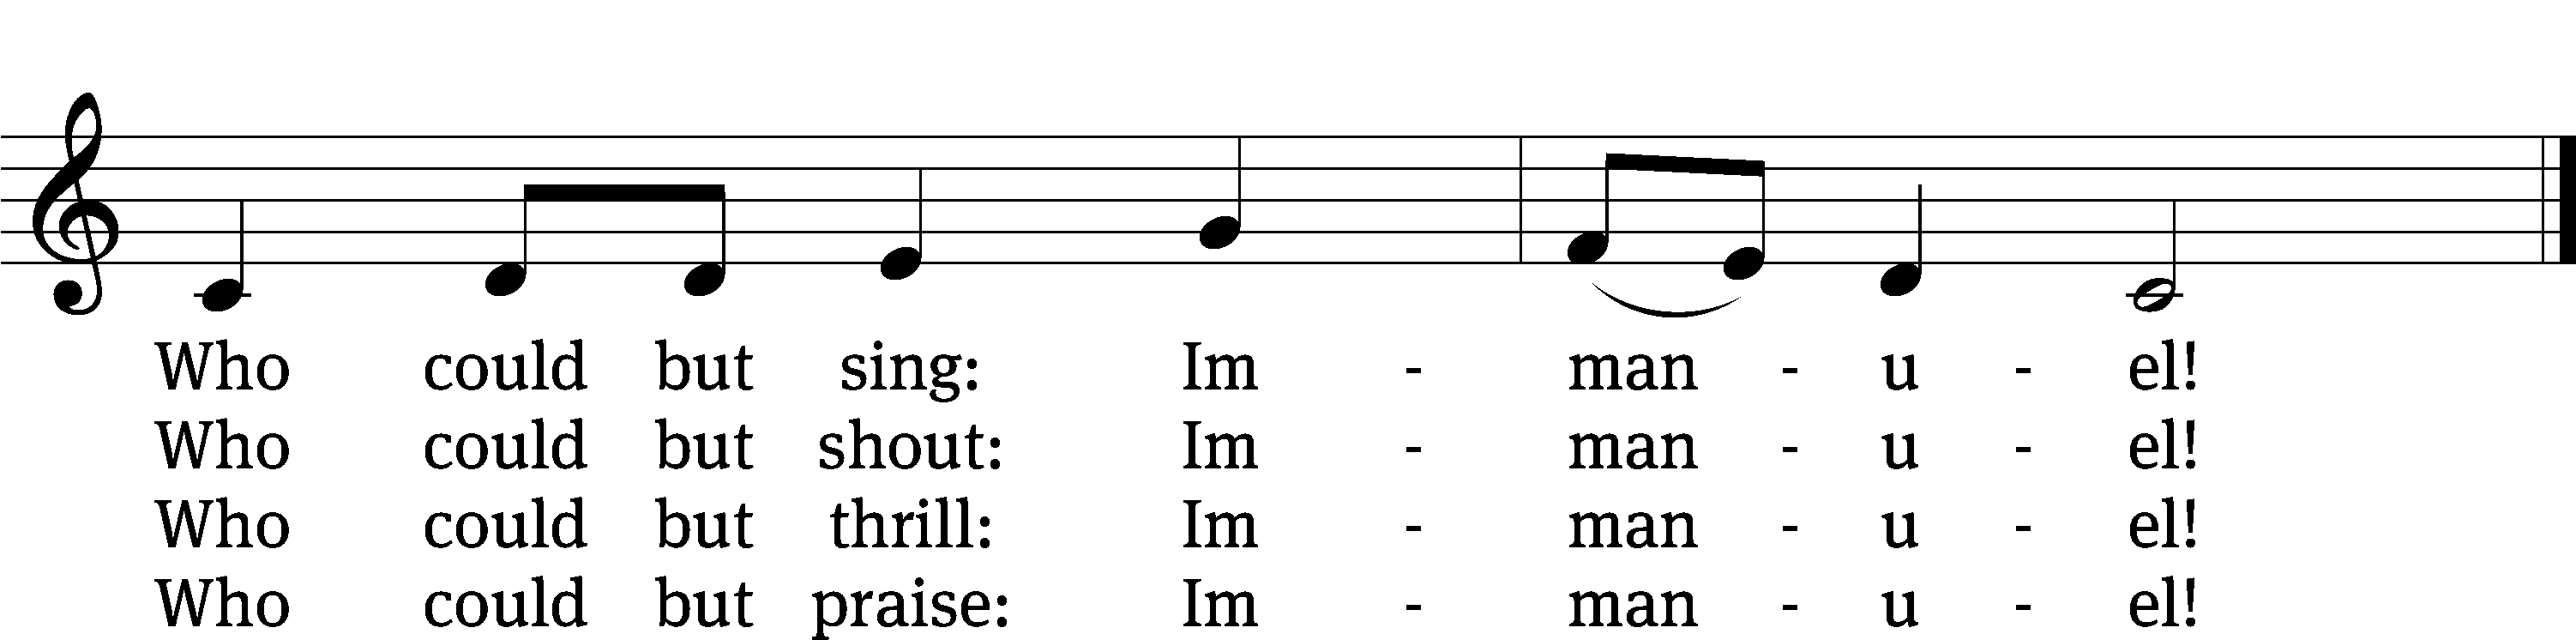 Who could but sing: Im - man - u - el!
Who could but shout: Im - man - u - el!
Who could but thrill: Im - man - u - el!
Who could but praise: Im - man - u - el!